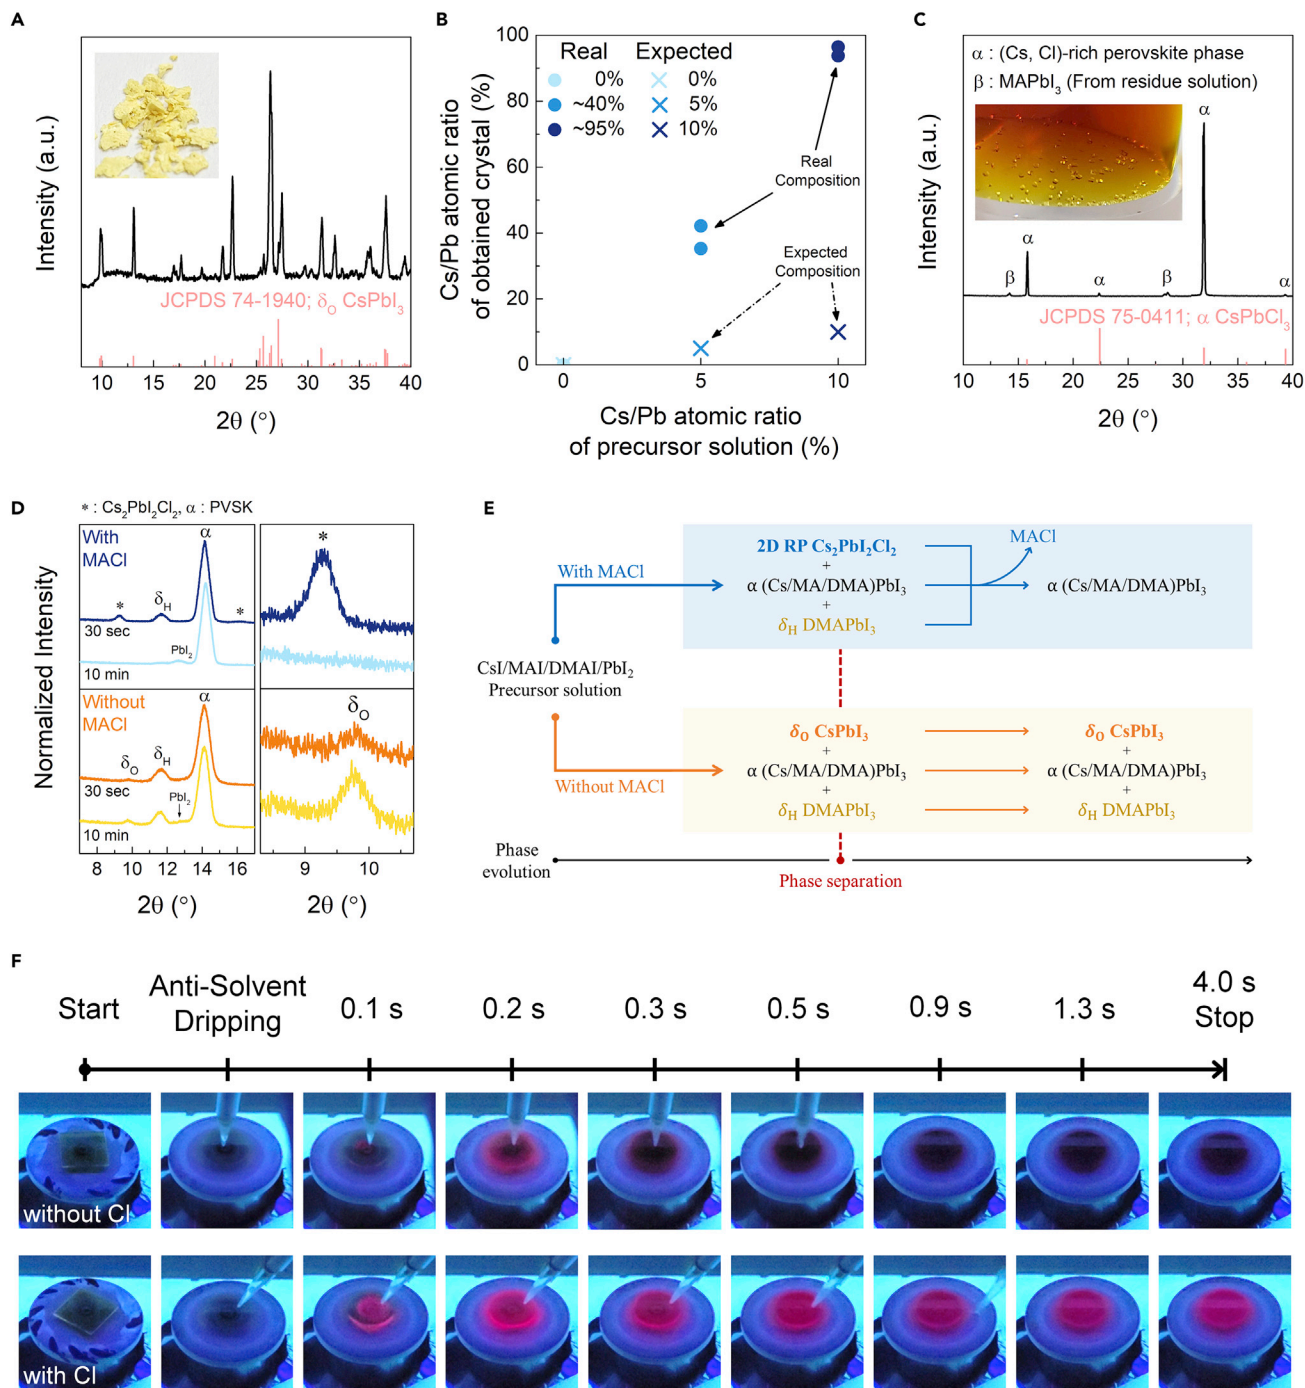 A
Intensity (a.u.)
JCPDS 74-1940; δO CsPbI3
10 15 20 25 30 35 40
2θ (°)
B
Cs/Pb atomic ratio
of obtained crystal (%)
100
80
60
40
20
0
Real Expected
0% 0%
~40% 5%
~95% 10%
Real
Composition
Expected
Composition
0 5 10
Cs/Pb atomic ratio
of precursor solution (%)
C
Intensity (a.u.)
α : (Cs, Cl)-rich perovskite phase
β : MAPbI3 (From residue solution)
α
α
β
α
β
α
JCPDS 75-0411; α CsPbCl3
10 15 20 25 30 35 40
2θ (°)
D
* : Cs2PbI2Cl2, α : PVSK
Normalized Intensity
With
MACl
α
*
δH
*
30 sec
PbI2
10 min
*
Without
MACl
α
δO
δH
30 sec
PbI2
10 min
δO
8 10 12 14 16
2θ (°)
9 10
2θ (°)
E
CsI/MAI/DMAI/PbI2
Precursor solution
With MACl
2D RP Cs2PbI2Cl2
+
α (Cs/MA/DMA)PbI3
+
δH DMAPbI3
MACl
α (Cs/MA/DMA)PbI3
Without MACl
δO CsPbI3
+
α (Cs/MA/DMA)PbI3
+
δH DMAPbI3
δO CsPbI3
+
α (Cs/MA/DMA)PbI3
+
δH DMAPbI3
Phase
evolution
Phase separation
F
Start
Anti-Solvent
Dripping
0.1 s
0.2 s
0.3 s
0.5 s
0.9 s
1.3 s
4.0 s
Stop
without Cl
with Cl